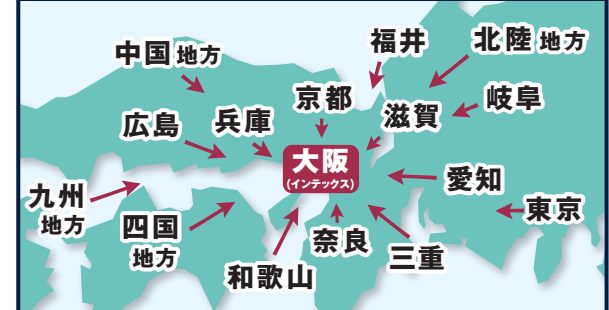 中国地方
福井
北陸地方
京都
岐阜
広島
兵庫
滋賀
大阪
(インテックス)
愛知
九州
地方
四国
地方
東京
奈良
三重
和歌山